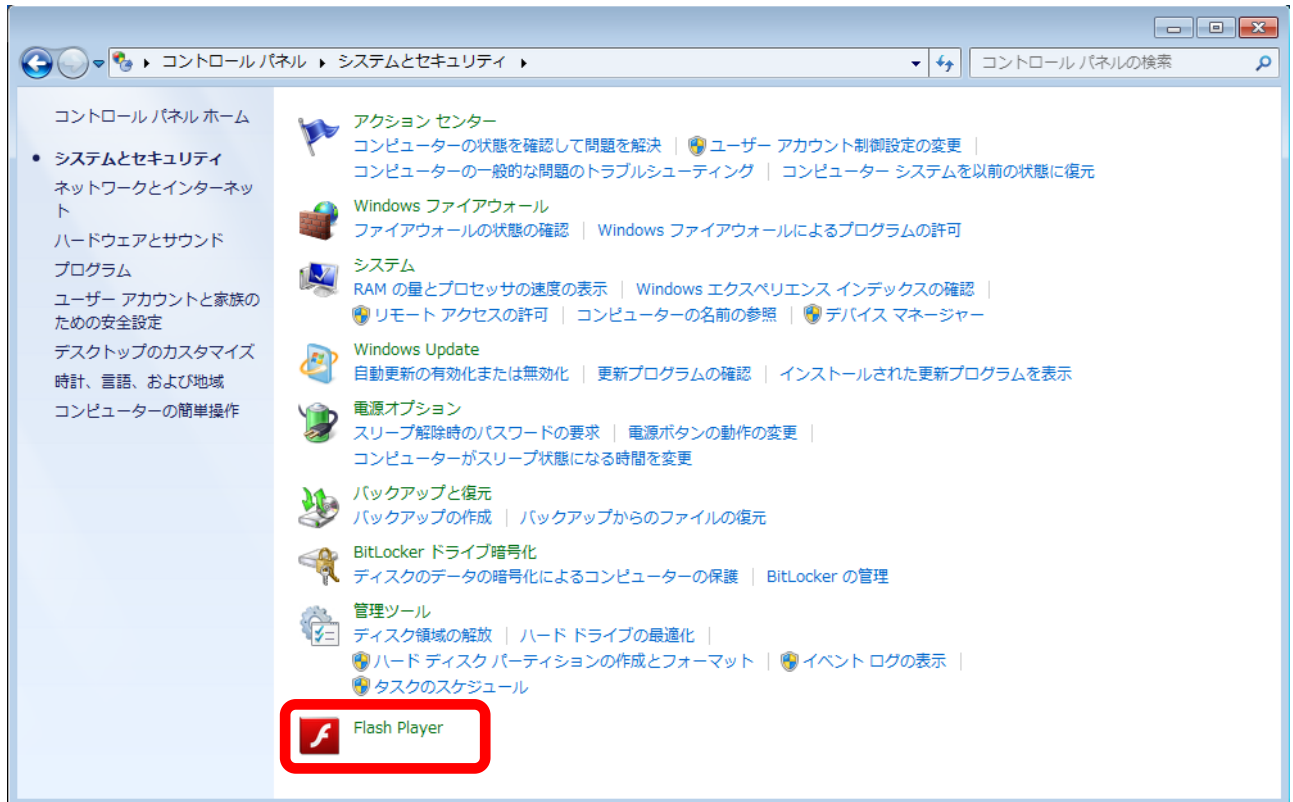 コントロール パネル ▶ システムとセキュリティ ▶
コントロール パネルの検索
コントロール パネル ホーム
• システムとセキュリティ
ネットワークとインターネッ
ト
ハードウェアとサウンド
プログラム
ユーザー アカウントと家族の
ための安全設定
デスクトップのカスタマイズ
時計、言語、および地域
コンピューターの簡単操作
アクション センター
コンピューターの状態を確認して問題を解決 | ユーザー アカウント制御設定の変更 |
コンピューターの一般的な問題のトラブルシューティング | コンピューター システムを以前の状態に復元
Windows ファイアウォール
ファイアウォールの状態の確認 | Windows ファイアウォールによるプログラムの許可
システム
RAM の量とプロセッサの速度の表示 | Windows エクスペリエンス インデックスの確認 |
リモート アクセスの許可 | コンピューターの名前の参照 | デバイス マネージャー
Windows Update
自動更新の有効化または無効化 | 更新プログラムの確認 | インストールされた更新プログラムを表示
電源オプション
スリープ解除時のパスワードの要求 | 電源ボタンの動作の変更 |
コンピューターがスリープ状態になる時間を変更
バックアップと復元
バックアップの作成 | バックアップからのファイルの復元
BitLocker ドライブ暗号化
ディスクのデータの暗号化によるコンピューターの保護 | BitLocker の管理
管理ツール
ディスク領域の解放 | ハード ドライブの最適化 |
ハード ディスク パーティションの作成とフォーマット | イベント ログの表示 |
タスクのスケジュール
Flash Player